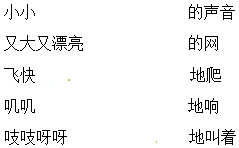 小小 的声音
又大又漂亮 的网
飞快 地爬
叽叽 地响
吱吱呀呀 地叫着